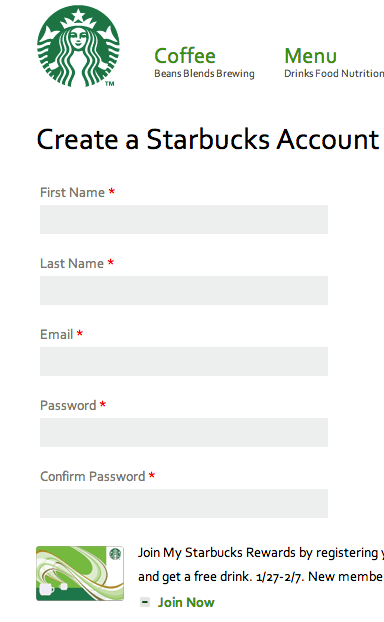 Coffee Menu
Beans Blends Brewing Drinks Food Nutrition
Create a Starbucks Account
First Name *
Last Name *
Email *
Password *
Confirm Password *
Join My Starbucks Rewards by registering
and get a free drink. 1/27-2/7. New membe
Join Now